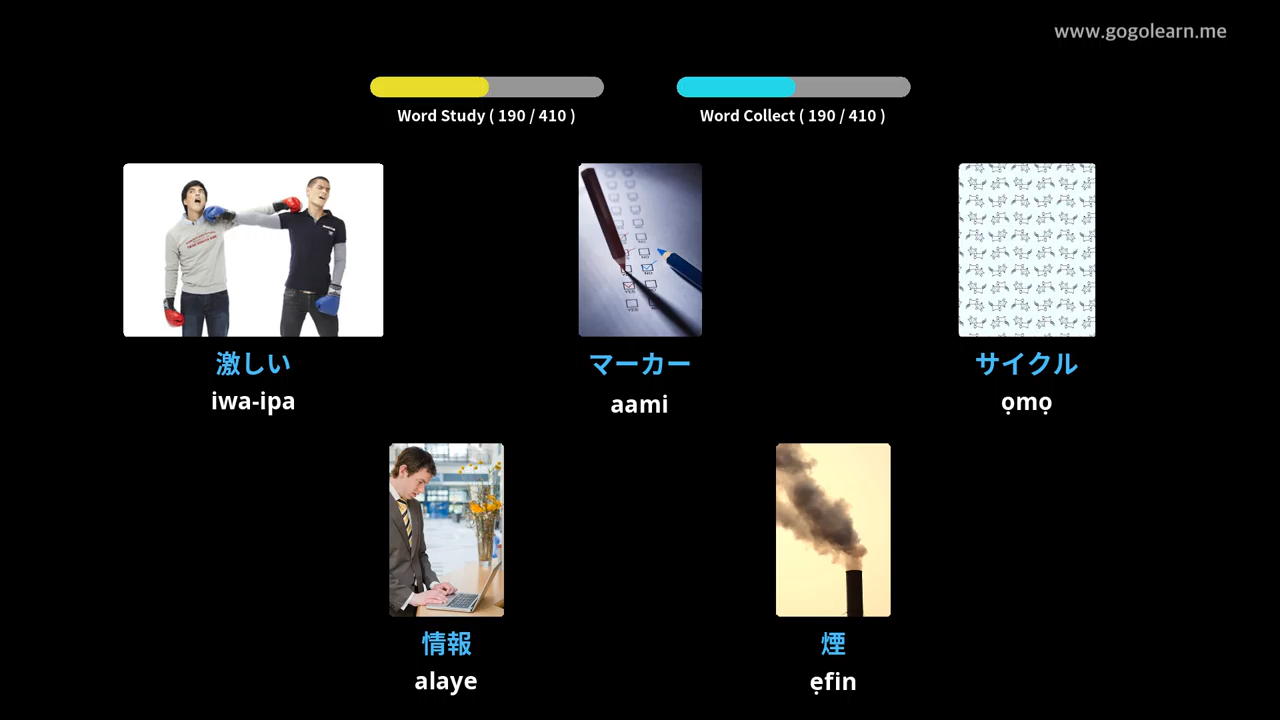 www.gogolearn.me
Word Study ( 190 / 410 )
Word Collect ( 190 / 410 )
激しい
iwa-ipa
マーカー
aami
サイクル
ọmọ
情報
alaye
煙
ẹfin